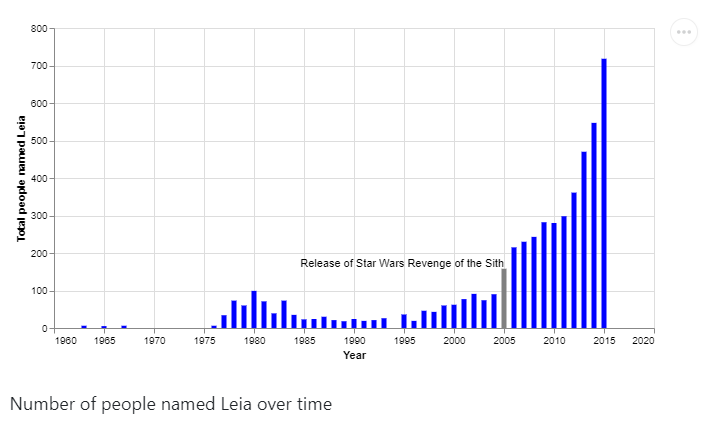 800
700
600
500
400
300
200
100
0
Total people named Leia
Release of Star Wars Revenge of the Sith
1960 1965 1970 1975 1980 1985 1990 1995 2000 2005 2010 2015 2020
Year
Number of people named Leia over time